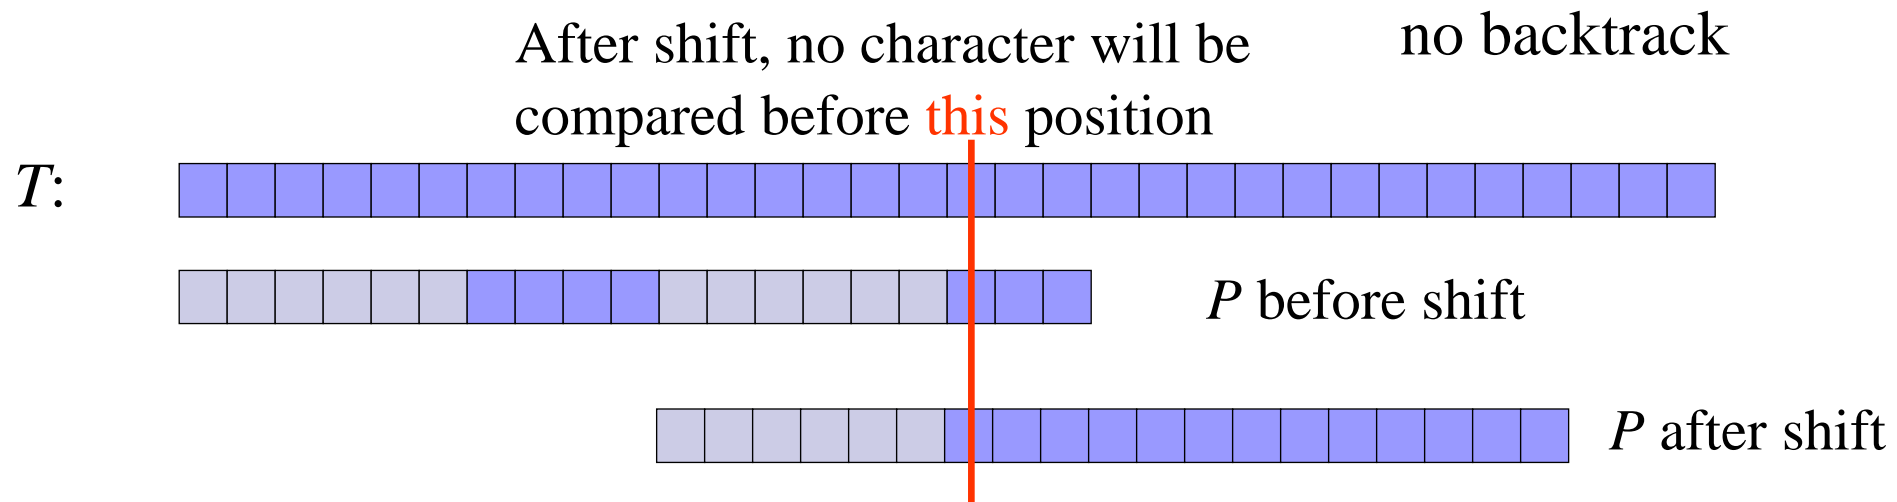 After shift, no character will be
compared before this position
no backtrack
T:
P before shift
P after shift